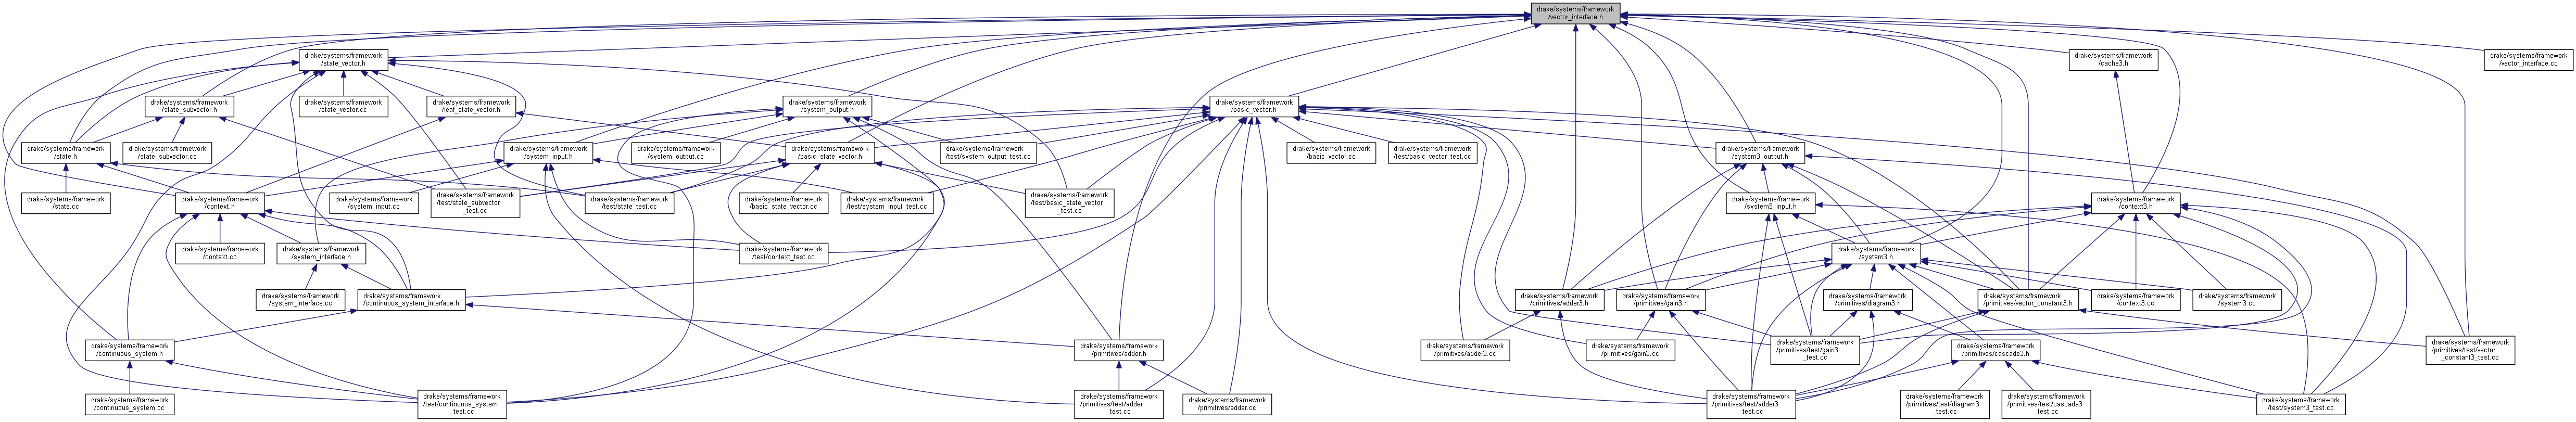 drake/systems/framework
/vector_interface.h
drake/systems/framework
/state_vector.h
drake/systems/framework
/cache3.h
drake/systems/framework
/vector_interface.cc
drake/systems/framework
/state_subvector.h
drake/systems/framework
/state_vector.cc
drake/systems/framework
/leaf_state_vector.h
drake/systems/framework
/system_output.h
drake/systems/framework
/basic_vector.h
drake/systems/framework
/state.h
drake/systems/framework
/state_subvector.cc
drake/systems/framework
/system_input.h
drake/systems/framework
/system_output.cc
drake/systems/framework
/basic_state_vector.h
drake/systems/framework
/test/system_output_test.cc
drake/systems/framework
/basic_vector.cc
drake/systems/framework
/test/basic_vector_test.cc
drake/systems/framework
/system3_output.h
drake/systems/framework
/state.cc
drake/systems/framework
/context.h
drake/systems/framework
/system_input.cc
drake/systems/framework
/test/state_subvector
_test.cc
drake/systems/framework
/test/state_test.cc
drake/systems/framework
/basic_state_vector.cc
drake/systems/framework
/test/system_input_test.cc
drake/systems/framework
/test/basic_state_vector
_test.cc
drake/systems/framework
/system3_input.h
drake/systems/framework
/context3.h
drake/systems/framework
/context.cc
drake/systems/framework
/system_interface.h
drake/systems/framework
/test/context_test.cc
drake/systems/framework
/system3.h
drake/systems/framework
/system_interface.cc
drake/systems/framework
/continuous_system_interface.h
drake/systems/framework
/primitives/adder3.h
drake/systems/framework
/primitives/gain3.h
drake/systems/framework
/primitives/diagram3.h
drake/systems/framework
/primitives/vector_constant3.h
drake/systems/framework
/context3.cc
drake/systems/framework
/system3.cc
drake/systems/framework
/continuous_system.h
drake/systems/framework
/primitives/adder.h
drake/systems/framework
/primitives/adder3.cc
drake/systems/framework
/primitives/gain3.cc
drake/systems/framework
/primitives/test/gain3
_test.cc
drake/systems/framework
/primitives/cascade3.h
drake/systems/framework
/primitives/test/vector
_constant3_test.cc
drake/systems/framework
/continuous_system.cc
drake/systems/framework
/test/continuous_system
_test.cc
drake/systems/framework
/primitives/test/adder
_test.cc
drake/systems/framework
/primitives/adder.cc
drake/systems/framework
/primitives/test/adder3
_test.cc
drake/systems/framework
/primitives/test/diagram3
_test.cc
drake/systems/framework
/primitives/test/cascade3
_test.cc
drake/systems/framework
/test/system3_test.cc